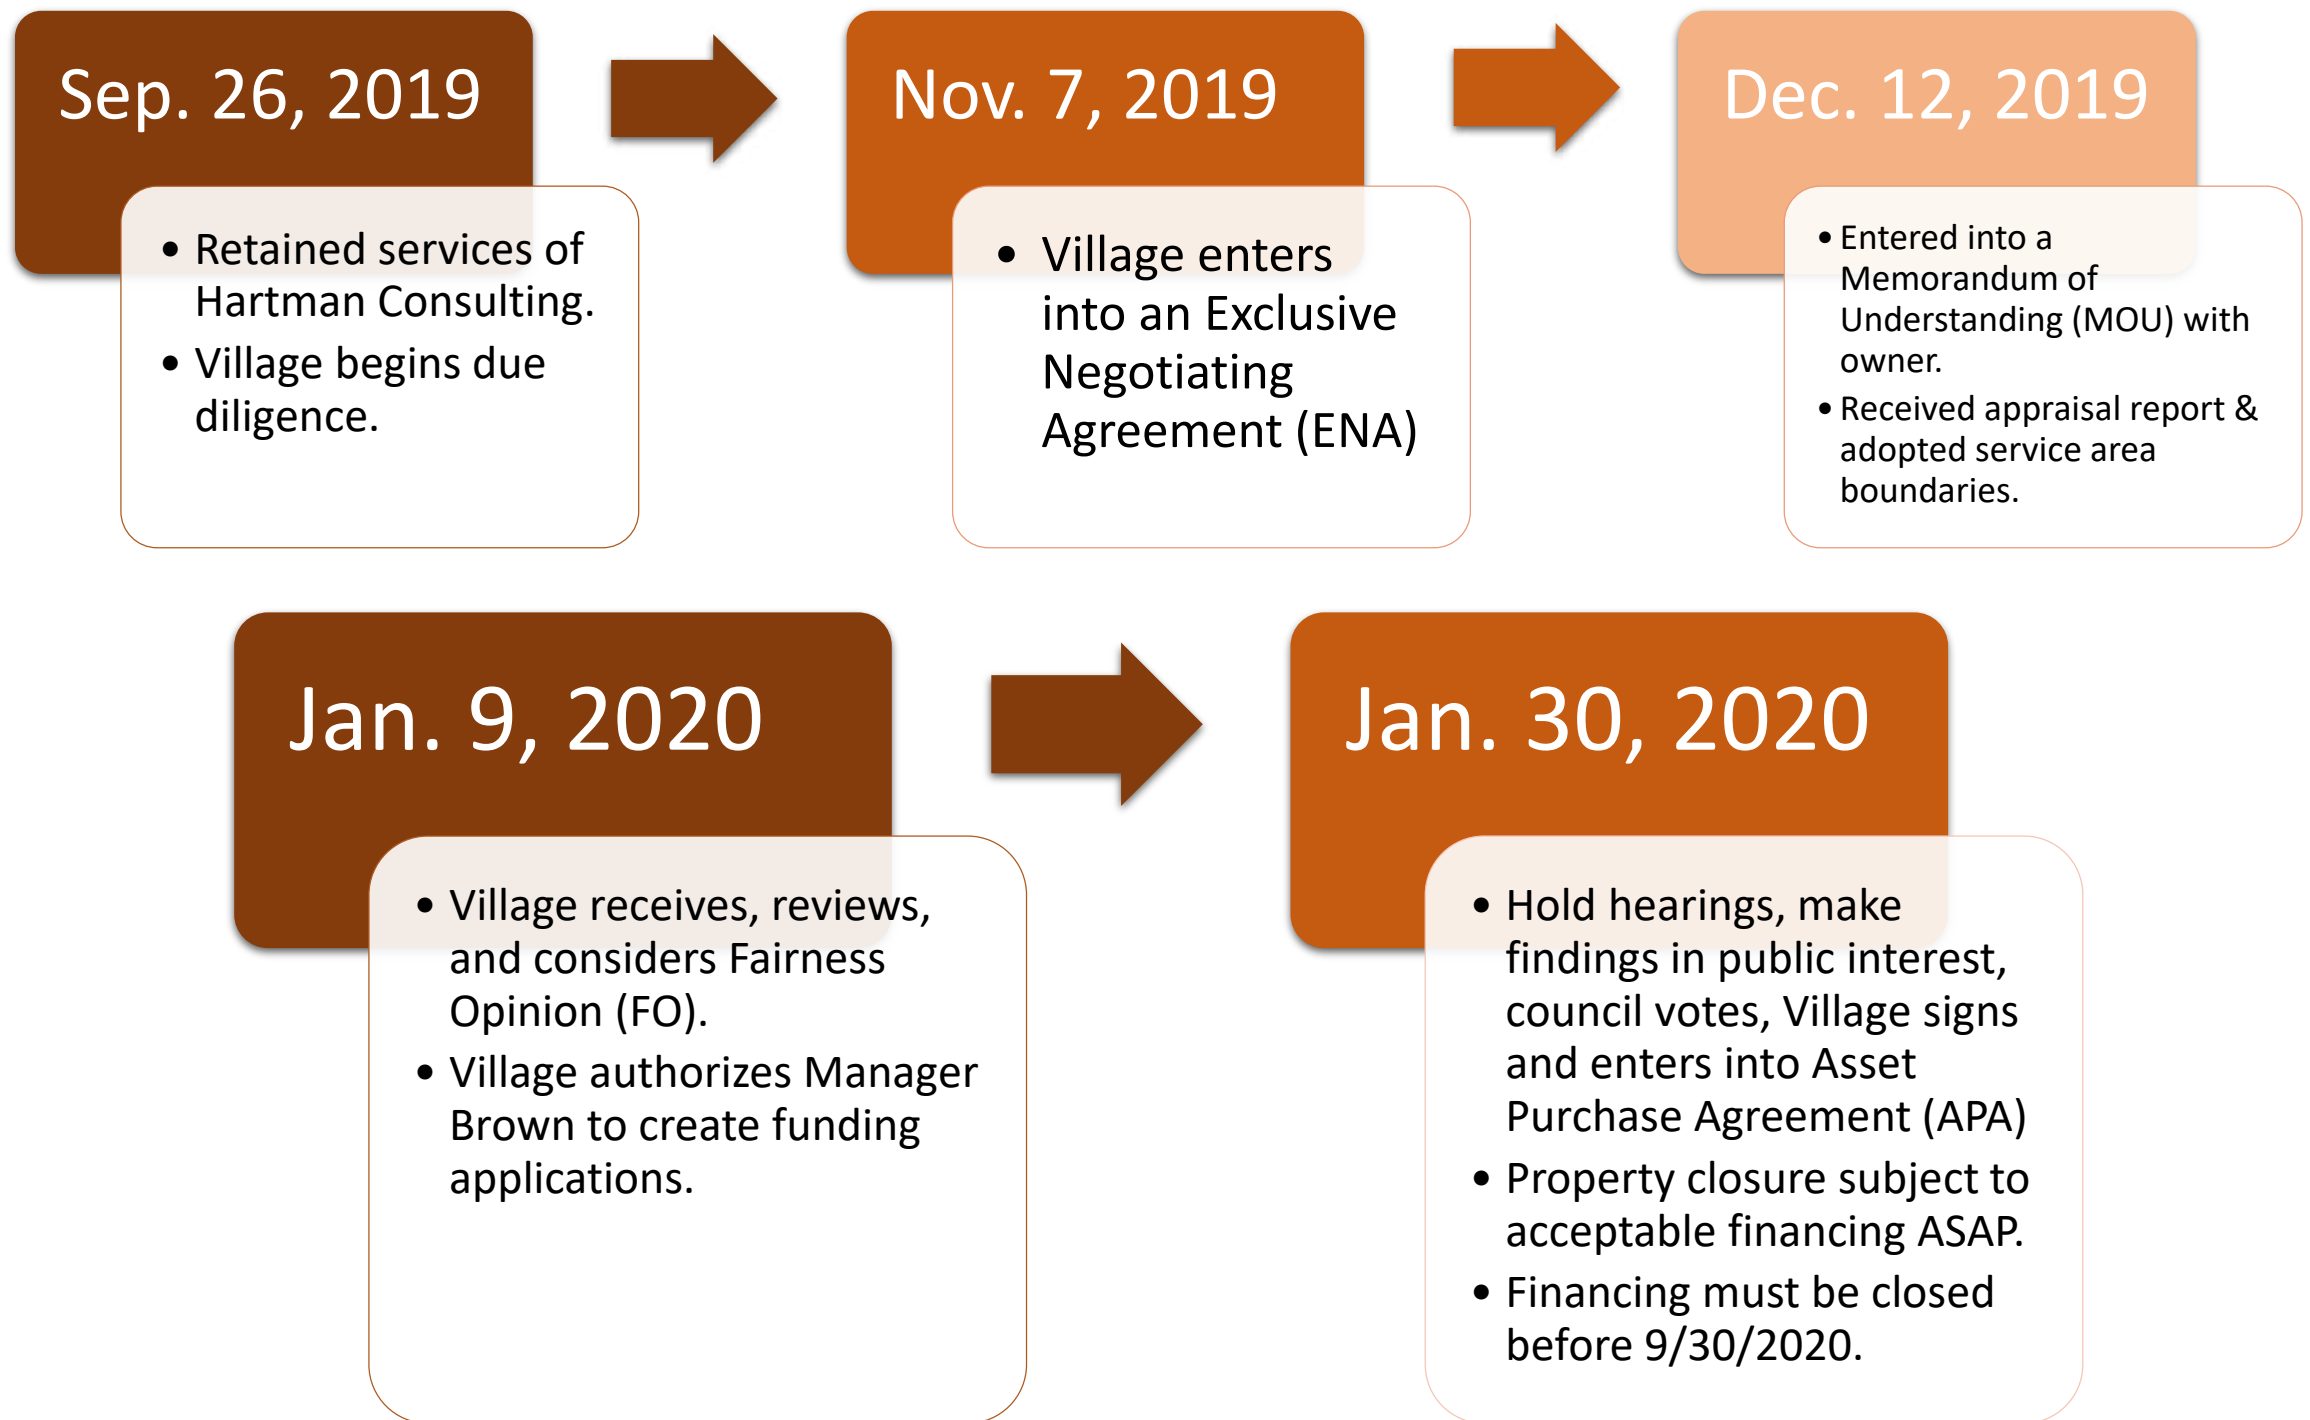 Sep. 26, 2019
• Retained services of
Hartman Consulting.
• Village begins due
diligence.
Nov. 7, 2019
• Village enters
into an Exclusive
Negotiating
Agreement (ENA)
Dec. 12, 2019
• Entered into a
Memorandum of
Understanding (MOU) with
owner.
• Received appraisal report &
adopted service area
boundaries.
Jan. 9, 2020
• Village receives, reviews,
and considers Fairness
Opinion (FO).
• Village authorizes Manager
Brown to create funding
applications.
Jan. 30, 2020
• Hold hearings, make
findings in public interest,
council votes, Village signs
and enters into Asset
Purchase Agreement (APA)
• Property closure subject to
acceptable financing ASAP.
• Financing must be closed
before 9/30/2020.